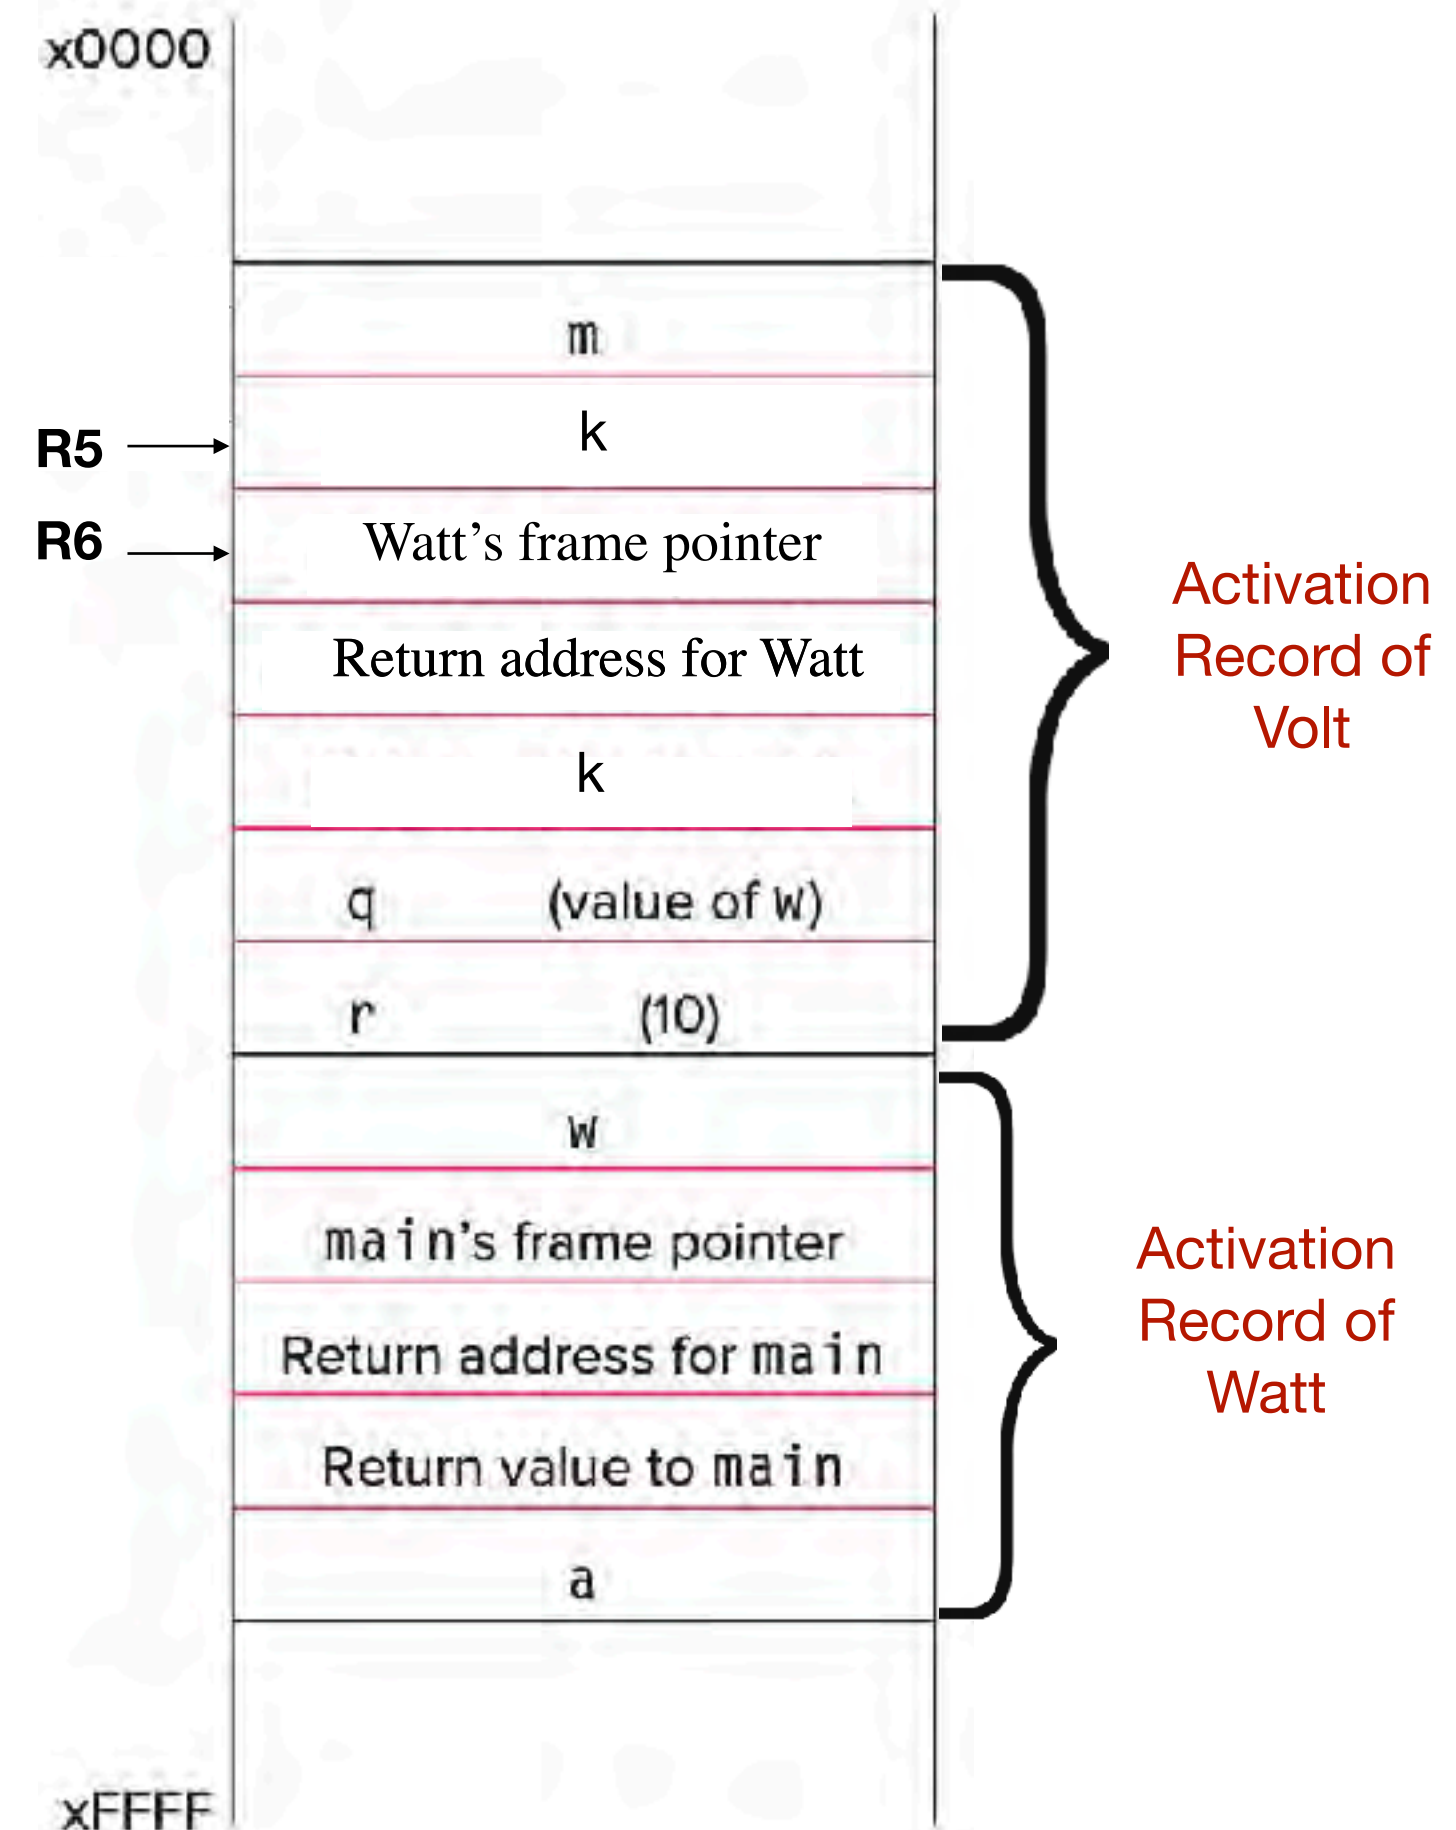 x0000
m
k
R5
Watt’s frame pointer
R6
Return address for Watt
k
q (value of w)
r (10)
Activation
Record of
Volt
w
main's frame pointer
Return address for main
Return value to main
a
Activation
Record of
Watt
xFFFF